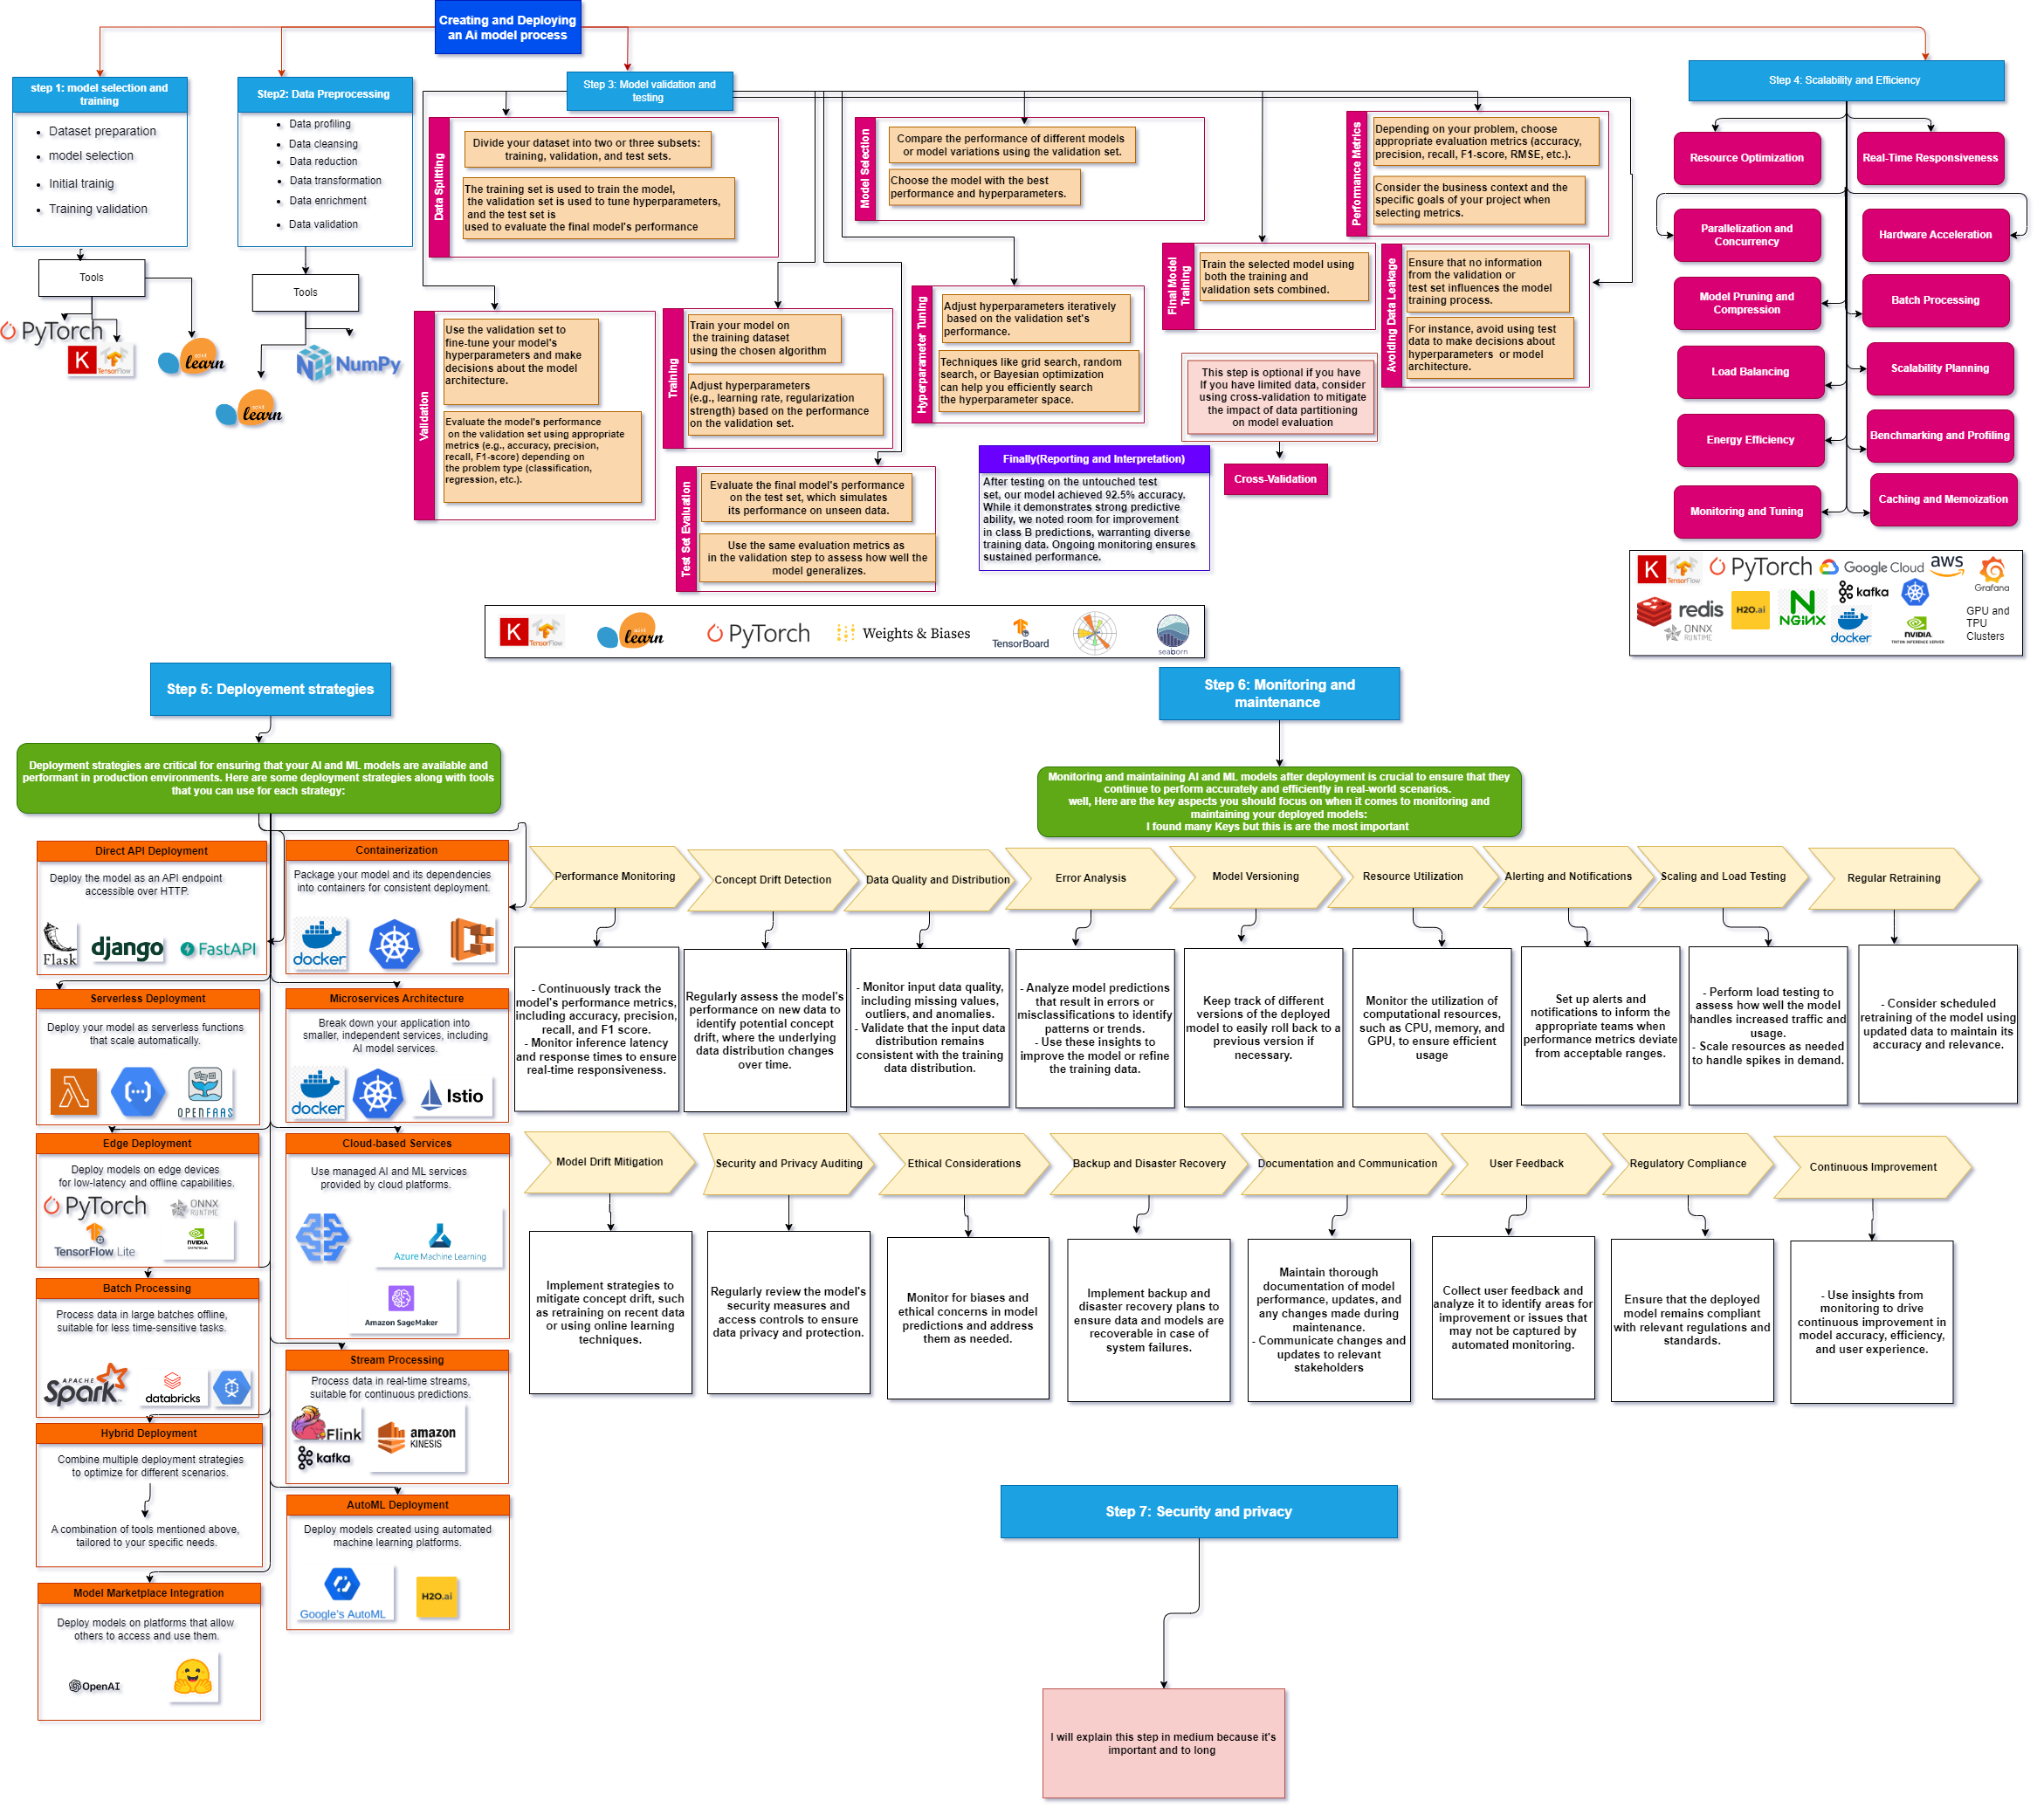 Creating and Deploying
an Ai model process
step 1: model selection and
training
Dataset preparation
model selection
Initial trainig
Training validation
Tools
PyTorch
K
TensorFlow
learn
Step2: Data Preprocessing
Data profiling
Data cleansing
Data reduction
Data transformation
Data enrichment
Data validation
Tools
NumPy
learn
Step 3: Model validation and
testing
Data Splitting
Divide your dataset into two or three subsets:
training, validation, and test sets.
The training set is used to train the model,
the validation set is used to tune hyperparameters,
and the test set is
used to evaluate the final model's performance
Validation
Use the validation set to
fine-tune your model's
hyperparameters and make
decisions about the model
architecture.
Evaluate the model's performance
on the validation set using appropriate
metrics (e.g., accuracy, precision,
recall, F1-score) depending on
the problem type (classification,
regression, etc.).
Training
Train your model on
the training dataset
using the chosen algorithm
Adjust hyperparameters
(e.g., learning rate, regularization
strength) based on the performance
on the validation set.
Test Set Evaluation
Evaluate the final model's performance
on the test set, which simulates
its performance on unseen data.
Use the same evaluation metrics as
in the validation step to assess how well the
model generalizes.
Model Selection
Compare the performance of different models
or model variations using the validation set.
Choose the model with the best
performance and hyperparameters.
Hyperparameter Tuning
Adjust hyperparameters iteratively
based on the validation set's
performance.
Techniques like grid search, random
search, or Bayesian optimization
can help you efficiently search
the hyperparameter space.
Finally(Reporting and Interpretation)
After testing on the untouched test
set, our model achieved 92.5% accuracy.
While it demonstrates strong predictive
ability, we noted room for improvement
in class B predictions, warranting diverse
training data. Ongoing monitoring ensures
sustained performance.
Final Model
Training
Train the selected model using
both the training and
validation sets combined.
This step is optional if you have
If you have limited data, consider
using cross-validation to mitigate
the impact of data partitioning
on model evaluation
Cross-Validation
Performance Metrics
Depending on your problem, choose
appropriate evaluation metrics (accuracy,
precision, recall, F1-score, RMSE, etc.).
Consider the business context and the
specific goals of your project when
selecting metrics.
Avoiding Data Leakage
Ensure that no information
from the validation or
test set influences the model
training process.
For instance, avoid using test
data to make decisions about
hyperparameters or model
architecture.
K
TensorFlow
learn
PyTorch
Weights & Biases
TensorBoard
seaborn
Step 4: Scalability and Efficiency
Resource Optimization
Real-Time Responsiveness
Parallelization and
Concurrency
Hardware Acceleration
Model Pruning and
Compression
Batch Processing
Load Balancing
Scalability Planning
Energy Efficiency
Benchmarking and Profiling
Monitoring and Tuning
Caching and Memoization
K
TensorFlow
PyTorch
Google Cloud
aws
Grafana
redis
H2O.ai
NGINX
kafka
docker
ONNX
RUNTIME
NVIDIA.
TRITON INFERENCE SERVER
GPU and
TPU
Clusters
Step 5: Deployement strategies
Deployment strategies are critical for ensuring that your AI and ML models are available and
performant in production environments. Here are some deployment strategies along with tools
that you can use for each strategy:
Direct API Deployment
Deploy the model as an API endpoint
accessible over HTTP.
Flask
django
FastAPI
Containerization
Package your model and its dependencies
into containers for consistent deployment.
docker
Serverless Deployment
Deploy your model as serverless functions
that scale automatically.
OPENFAAS
Microservices Architecture
Break down your application into
smaller, independent services, including
AI model services.
docker
Istio
Edge Deployment
Deploy models on edge devices
for low-latency and offline capabilities.
PyTorch
ONNX
RUNTIME
TensorFlow Lite
NVIDIA
Cloud-based Services
Use managed AI and ML services
provided by cloud platforms.
Azure Machine Learning
Amazon SageMaker
Batch Processing
Process data in large batches offline,
suitable for less time-sensitive tasks.
APACHE
Spark
databricks
Stream Processing
Process data in real-time streams,
suitable for continuous predictions.
Flink
kafka
amazon
KINESIS
Hybrid Deployment
Combine multiple deployment strategies
to optimize for different scenarios.
A combination of tools mentioned above,
tailored to your specific needs.
AutoML Deployment
Deploy models created using automated
machine learning platforms.
Google's AutoML
H2O.ai
Model Marketplace Integration
Deploy models on platforms that allow
others to access and use them.
OpenAI
Step 6: Monitoring and
maintenance
Monitoring and maintaining AI and ML models after deployment is crucial to ensure that they
continue to perform accurately and efficiently in real-world scenarios.
well, Here are the key aspects you should focus on when it comes to monitoring and
maintaining your deployed models:
I found many Keys but this is are the most important
Performance Monitoring
- Continuously track the
model's performance metrics,
including accuracy, precision,
recall, and F1 score.
- Monitor inference latency
and response times to ensure
real-time responsiveness.
Concept Drift Detection
Regularly assess the model's
performance on new data to
identify potential concept
drift, where the underlying
data distribution changes
over time.
Data Quality and Distribution
- Monitor input data quality,
including missing values,
outliers, and anomalies.
- Validate that the input data
distribution remains
consistent with the training
data distribution.
Error Analysis
- Analyze model predictions
that result in errors or
misclassifications to identify
patterns or trends.
- Use these insights to
improve the model or refine
the training data.
Model Versioning
Keep track of different
versions of the deployed
model to easily roll back to a
previous version if
necessary.
Resource Utilization
Monitor the utilization of
computational resources,
such as CPU, memory, and
GPU, to ensure efficient
usage
Alerting and Notifications
Set up alerts and
notifications to inform the
appropriate teams when
performance metrics deviate
from acceptable ranges.
Scaling and Load Testing
- Perform load testing to
assess how well the model
handles increased traffic and
usage.
- Scale resources as needed
to handle spikes in demand.
Regular Retraining
- Consider scheduled
retraining of the model using
updated data to maintain its
accuracy and relevance.
Model Drift Mitigation
Implement strategies to
mitigate concept drift, such
as retraining on recent data
or using online learning
techniques.
Security and Privacy Auditing
Regularly review the model's
security measures and
access controls to ensure
data privacy and protection.
Ethical Considerations
Monitor for biases and
ethical concerns in model
predictions and address
them as needed.
Backup and Disaster Recovery
Implement backup and
disaster recovery plans to
ensure data and models are
recoverable in case of
system failures.
Documentation and Communication
Maintain thorough
documentation of model
performance, updates, and
any changes made during
maintenance.
- Communicate changes and
updates to relevant
stakeholders
User Feedback
Collect user feedback and
analyze it to identify areas for
improvement or issues that
may not be captured by
automated monitoring.
Regulatory Compliance
Ensure that the deployed
model remains compliant
with relevant regulations and
standards.
Continuous Improvement
- Use insights from
monitoring to drive
continuous improvement in
model accuracy, efficiency,
and user experience.
Step 7: Security and privacy
I will explain this step in medium because it's
important and to long